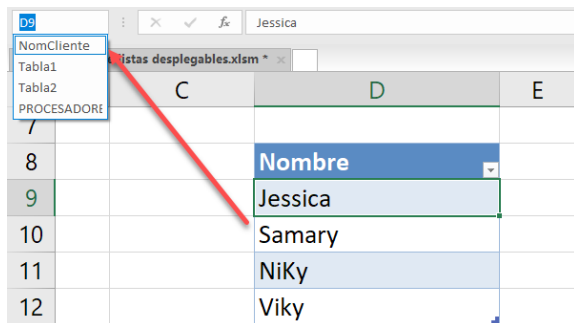 D9
fx
Jessica
NomCliente
Tabla1
Tabla2
PROCESADORE
istas desplegables.xlsm *
C
D
E
7
8
Nombre
9
Jessica
10
Samary
11
NiKy
12
Viky